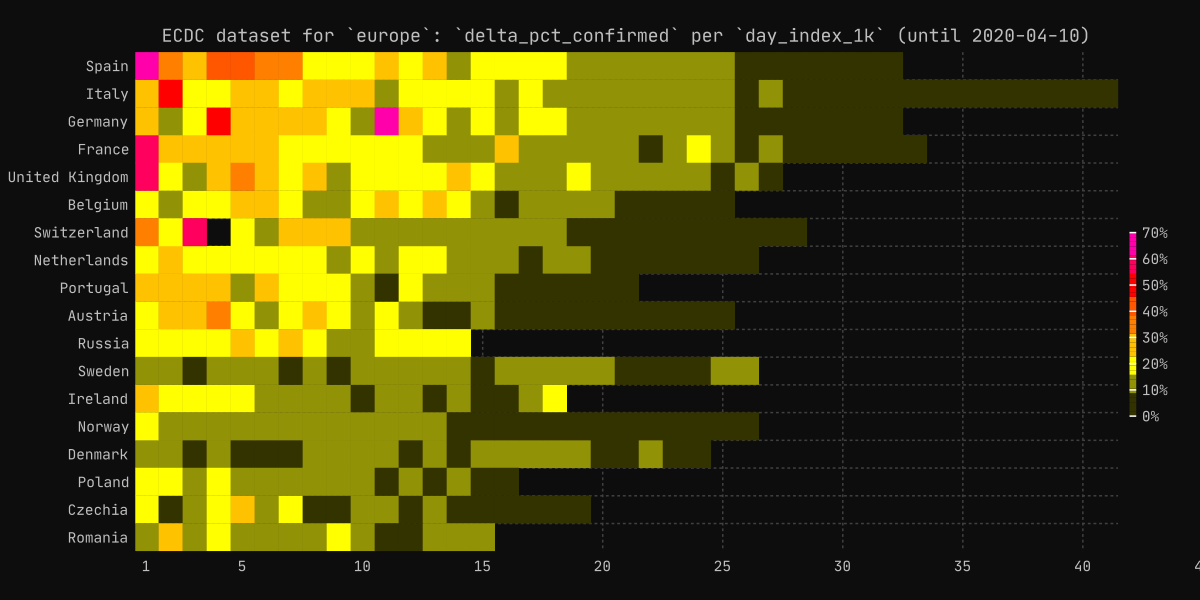 ECDC dataset for `europe`: `delta_pct_confirmed` per `day_index_1k` (until 2020-04-10)
Spain
Italy
Germany
France
United Kingdom
Belgium
Switzerland
Netherlands
Portugal
Austria
Russia
Sweden
Ireland
Norway
Denmark
Poland
Czechia
Romania
1 5 10 15 20 25 30 35 40
70%
60%
50%
40%
30%
20%
10%
0%